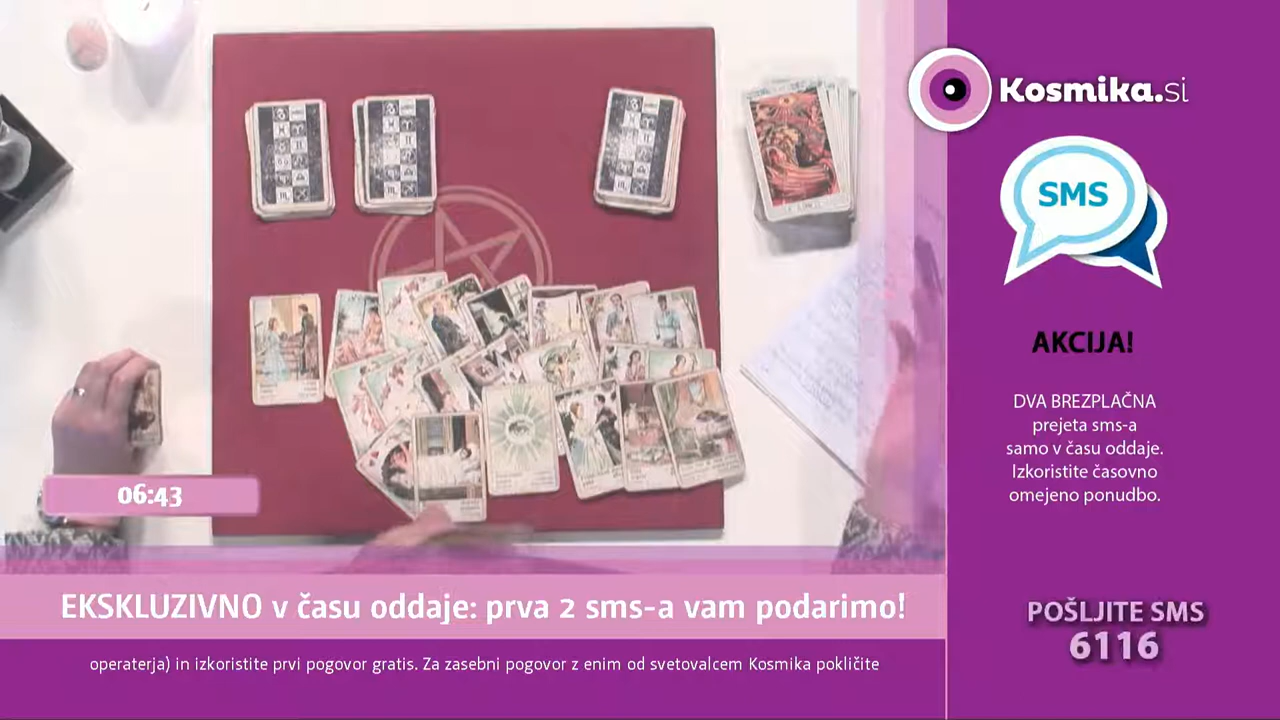 Kosmika.si
SMS
AKCIJA!
DVA BREZPLAČNA
prejeta sms-a
samo v času oddaje.
Izkoristite časovno
omejeno ponudbo.
06:43
EKSKLUZIVNO v času oddaje: prva 2 sms-a vam podarimo!
POŠLJITE SMS
6116
operaterja) in izkoristite prvi pogovor gratis. Za zasebni pogovor z enim od svetovalcem Kosmika pokličite